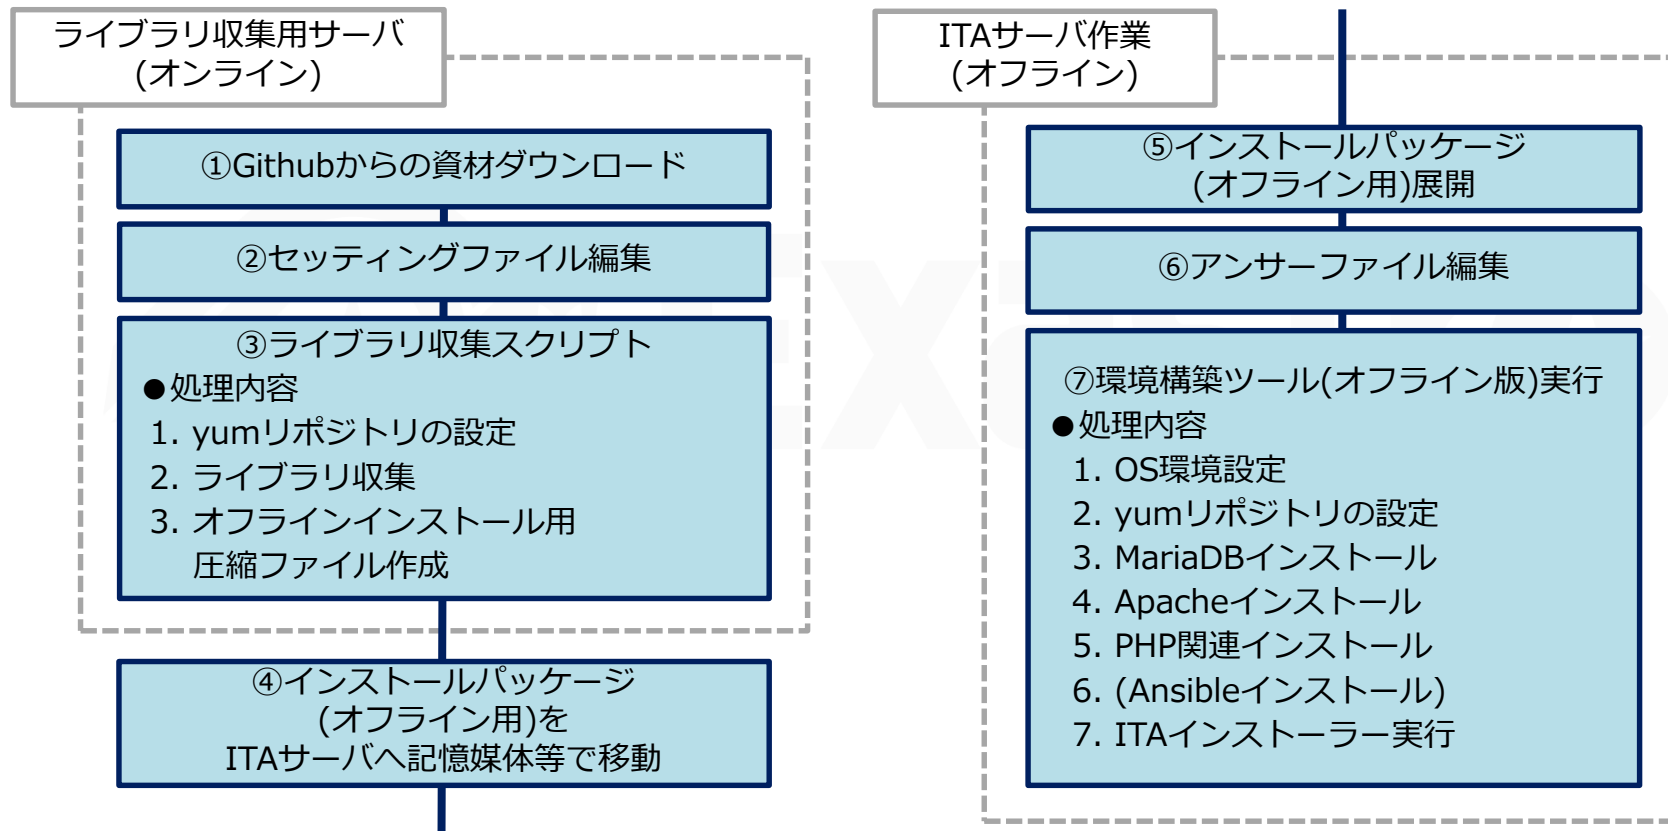 ライブラリ収集用サーバ
(オンライン)
①Githubからの資材ダウンロード
②セッティングファイル編集
③ライブラリ収集スクリプト
●処理内容
1. yumリポジトリの設定
2. ライブラリ収集
3. オフラインインストール用
圧縮ファイル作成
④インストールパッケージ
(オフライン用)を
ITAサーバへ記憶媒体等で移動
ITAサーバ作業
(オフライン)
⑤インストールパッケージ
(オフライン用)展開
⑥アンサーファイル編集
⑦環境構築ツール(オフライン版)実行
●処理内容
1. OS環境設定
2. yumリポジトリの設定
3. MariaDBインストール
4. Apacheインストール
5. PHP関連インストール
6. (Ansibleインストール)
7. ITAインストーラー実行